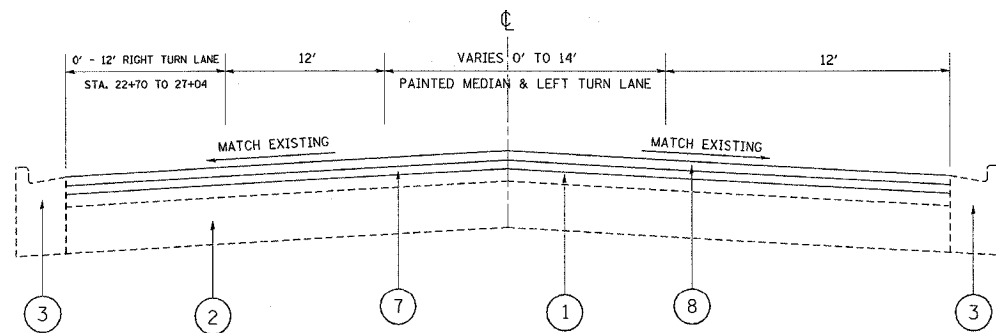 ℄
0' - 12' RIGHT TURN LANE
STA. 22+70 TO 27+04
12'
VARIES 0' TO 14'
PAINTED MEDIAN & LEFT TURN LANE
12'
MATCH EXISTING
MATCH EXISTING
3
2
7
1
8
3